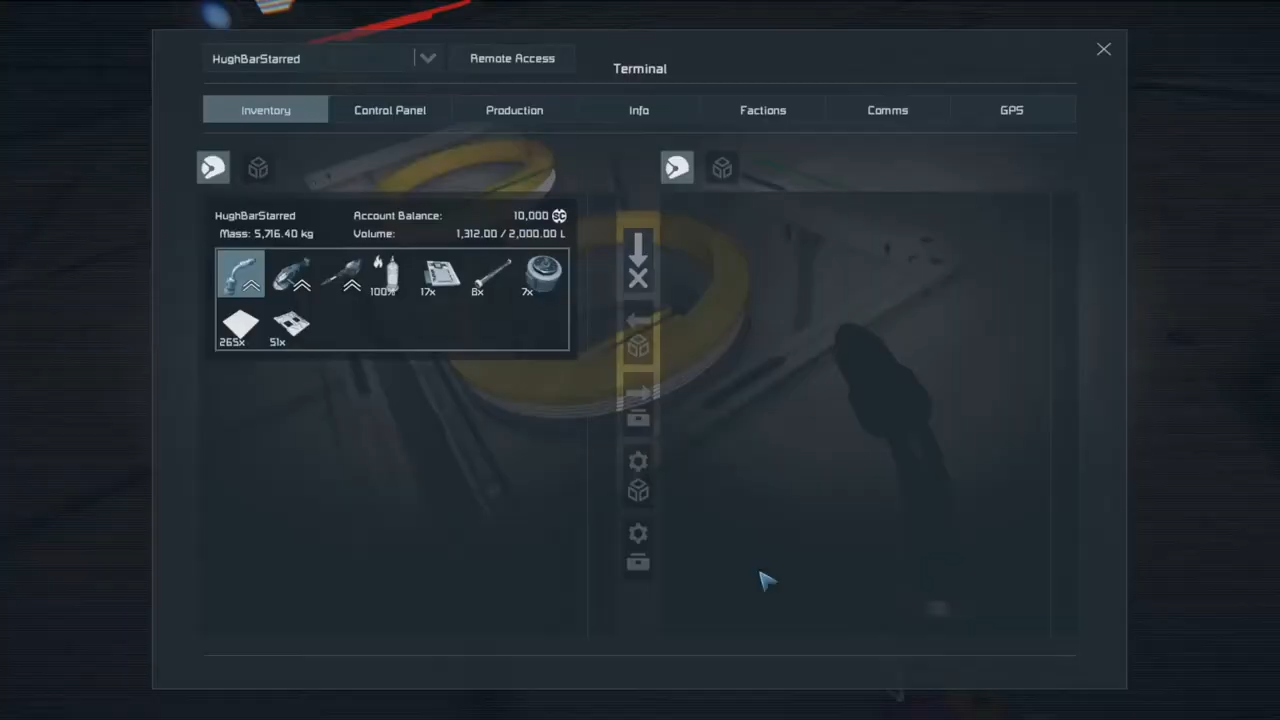 HughBarStarred
Remote Access
Terminal
Inventory
Control Panel
Production
Info
Factions
Comms
GPS
HughBarStarred
Account Balance:
10,000
Mass: 5,716.40 kg
Volume:
1,312.00 / 2,000.00 L
100%
17x
6x
7x
265x
51x